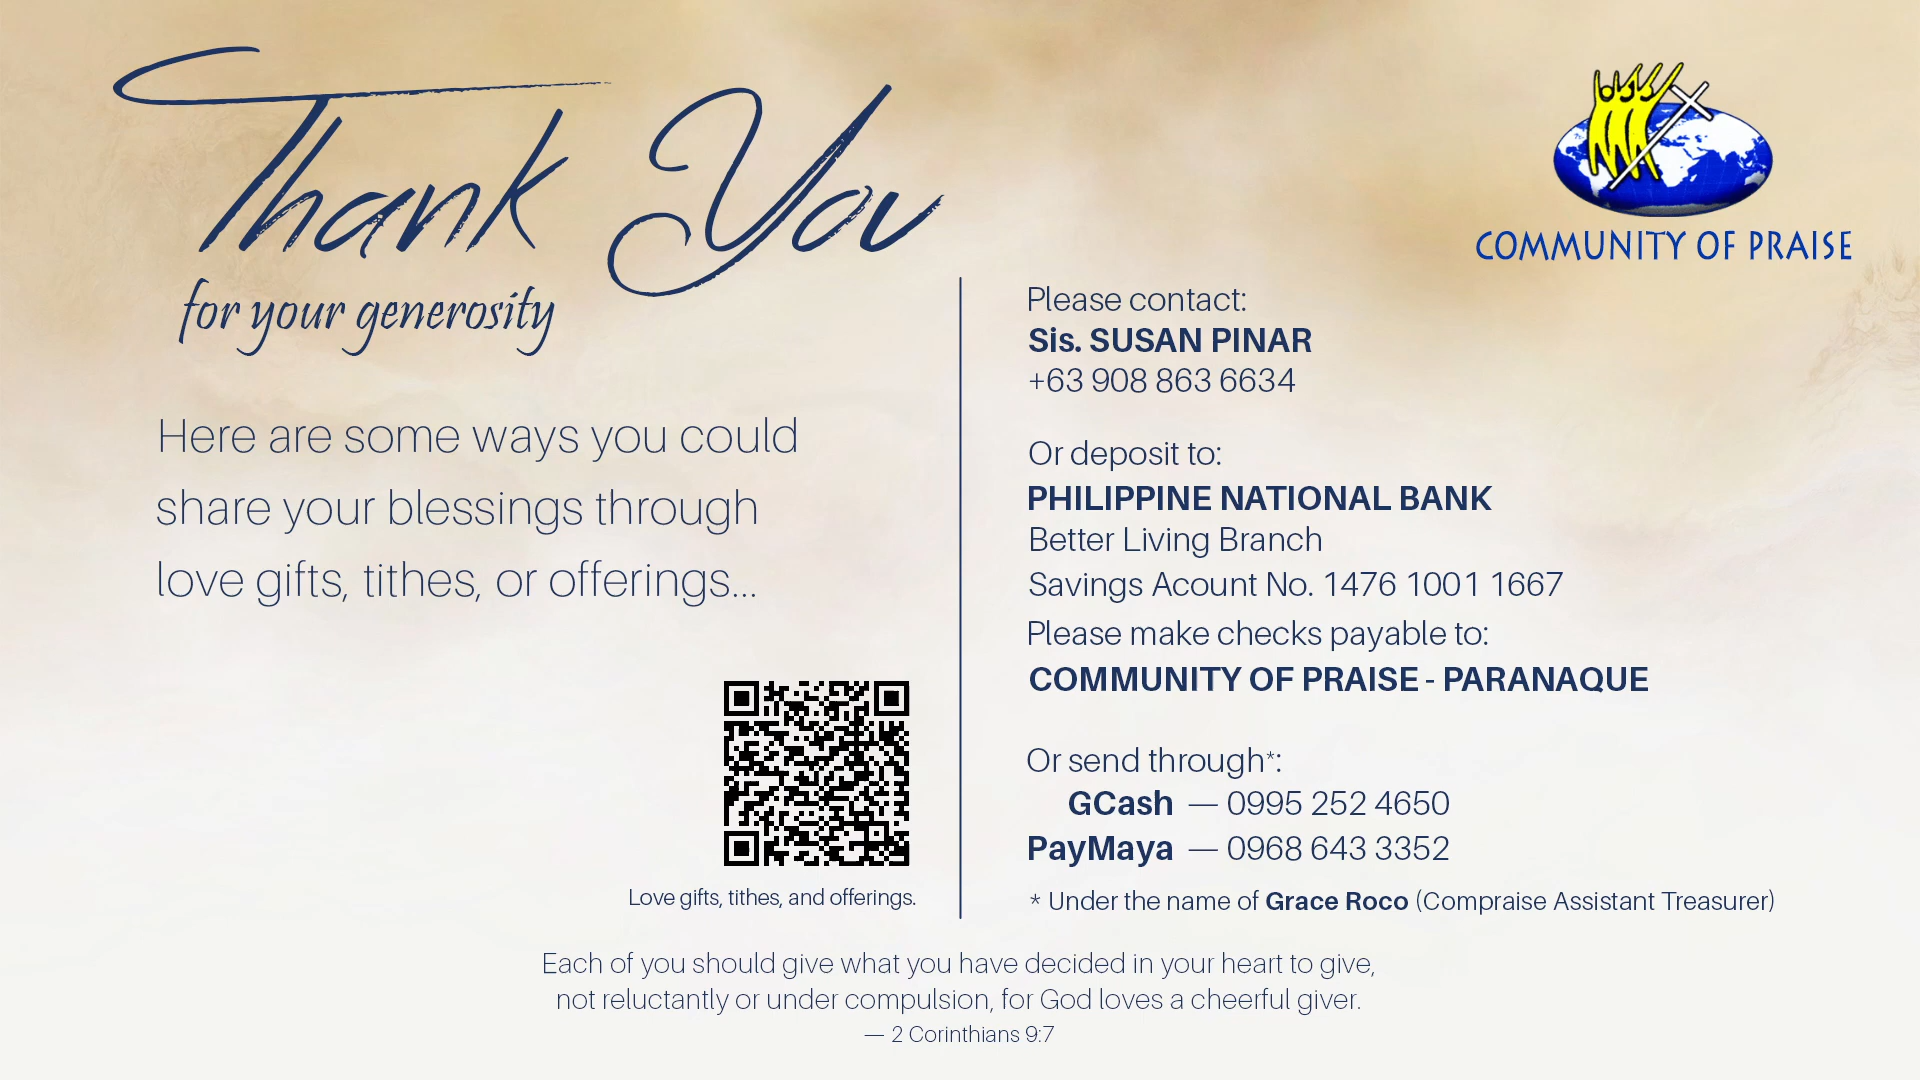 Thank You
for your generosity
Here are some ways you could
share your blessings through
love gifts, tithes, or offerings...
Love gifts, tithes, and offerings.
COMMUNITY OF PRAISE
Please contact:
Sis. SUSAN PINAR
+63 908 863 6634
Or deposit to:
PHILIPPINE NATIONAL BANK
Better Living Branch
Savings Acount No. 1476 1001 1667
Please make checks payable to:
COMMUNITY OF PRAISE - PARANAQUE
Or send through*:
GCash — 0995 252 4650
PayMaya — 0968 643 3352
* Under the name of Grace Roco (Compraise Assistant Treasurer)
Each of you should give what you have decided in your heart to give,
not reluctantly or under compulsion, for God loves a cheerful giver.
— 2 Corinthians 9:7